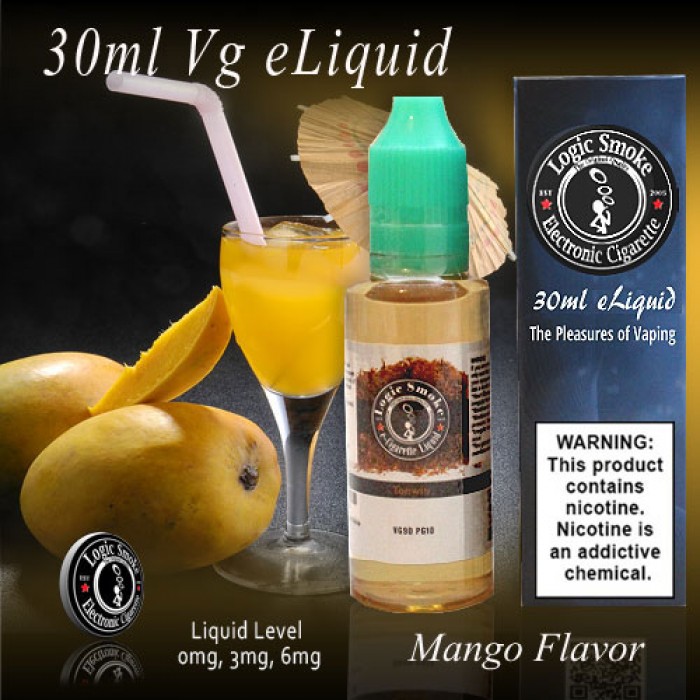 30ml Vg eLiquid
Logic Smoke
EST
2005
Electronic Cigarette
30ml eLiquid
The Pleasures of Vaping
Logic Smoke
e-Cigarette Liquid
VG90 PG10
WARNING:
This product
contains
nicotine.
Nicotine is
an addictive
chemical.
Logic Smoke
EST
Electronic Cigarette
Liquid Level
0mg, 3mg, 6mg
Mango Flavor